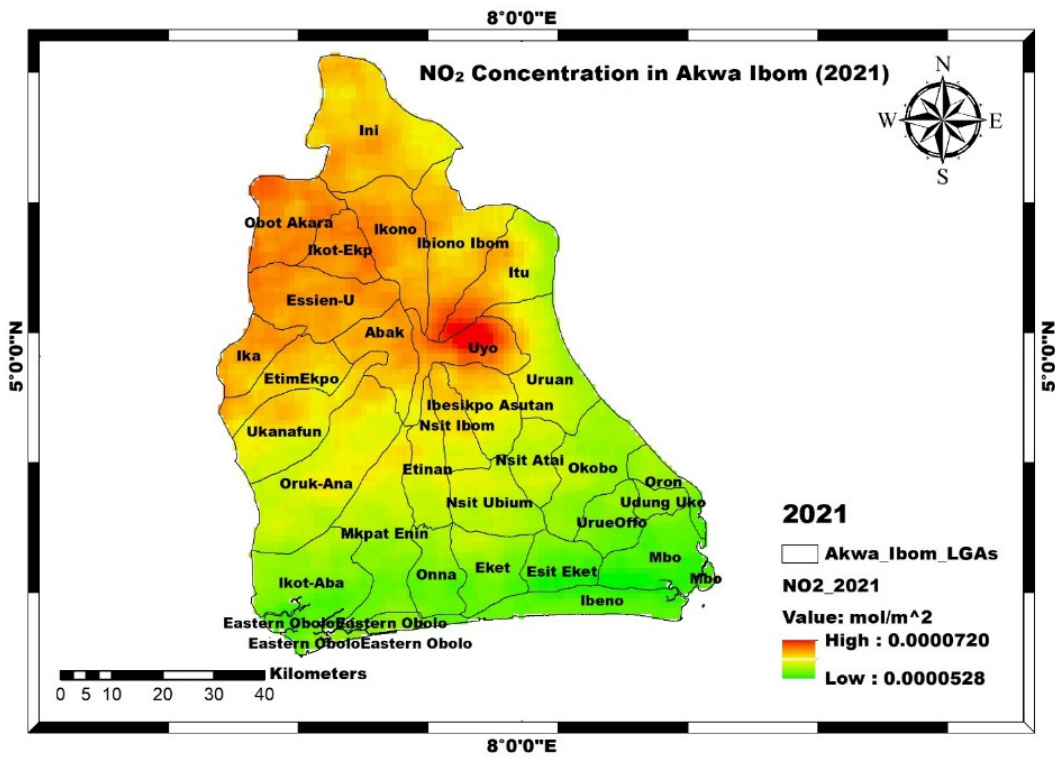 8°0'0"E
NO₂ Concentration in Akwa Ibom (2021)
N
W E
S
Ini
Obot Akara
Ikono
Ibiono Ibom
Ikot-Ekp
Itu
Essien-U
Abak
Uyo
5°0'0"N
5°0'0"N
Ika
EtimEkpo
Uruan
Ibesikpo Asutan
Nsit Ibom
Ukanafun
Etinan
Nsit Atai
Okobo
Oruk-Ana
Oron
Nsit Ubium
Udung Uko
UrueOffo
Mkpat Enin
Mbo
Eket
Esit Eket
Onna
Ikot-Aba
Mbo
Ibeno
Eastern Obolo Eastern Obolo
Eastern Obolo Eastern Obolo
2021
Akwa_Ibom_LGAs
NO2_2021
Value: mol/m^2
High : 0.0000720
Low : 0.0000528
Kilometers
0 5 10 20 30 40
8°0'0"E